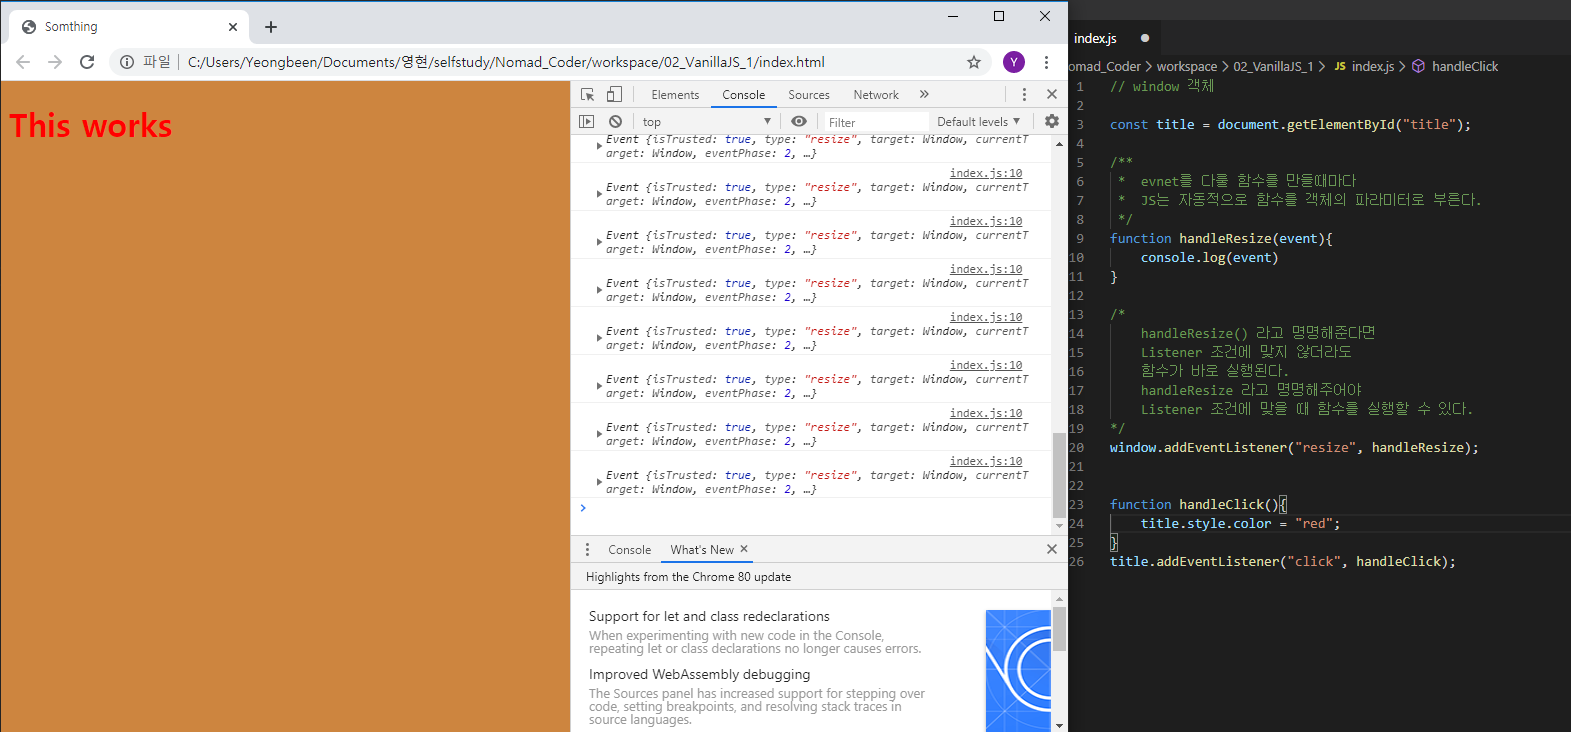 Somthing
파일 | C:/Users/Yeongbeen/Documents/영현/selfstudy/Nomad_Coder/workspace/02_VanillaJS_1/index.html
Y
This works
Elements Console Sources Network »
top Filter Default levels
Event {isTrusted: true, type: "resize", target: Window, currentT
arget: Window, eventPhase: 2, …}
index.js:10
Event {isTrusted: true, type: "resize", target: Window, currentT
arget: Window, eventPhase: 2, …}
index.js:10
Event {isTrusted: true, type: "resize", target: Window, currentT
arget: Window, eventPhase: 2, …}
index.js:10
Event {isTrusted: true, type: "resize", target: Window, currentT
arget: Window, eventPhase: 2, …}
index.js:10
Event {isTrusted: true, type: "resize", target: Window, currentT
arget: Window, eventPhase: 2, …}
index.js:10
Event {isTrusted: true, type: "resize", target: Window, currentT
arget: Window, eventPhase: 2, …}
index.js:10
Event {isTrusted: true, type: "resize", target: Window, currentT
arget: Window, eventPhase: 2, …}
index.js:10
Event {isTrusted: true, type: "resize", target: Window, currentT
arget: Window, eventPhase: 2, …}
>
Console What's New
Highlights from the Chrome 80 update
Support for let and class redeclarations
When experimenting with new code in the Console,
repeating let or class declarations no longer causes errors.
Improved WebAssembly debugging
The Sources panel has increased support for stepping over
code, setting breakpoints, and resolving stack traces in
source languages.
index.js
omad_Coder > workspace > 02_VanillaJS_1 > JS index.js > handleClick
1 // window 객체
2
3 const title = document.getElementById("title");
4
5 /**
6 * evnet를 다룰 함수를 만들때마다
7 * JS는 자동적으로 함수를 객체의 파라미터로 부른다.
8 */
9 function handleResize(event){
10 console.log(event)
11 }
12
13 /*
14 handleResize() 라고 명명해준다면
15 Listener 조건에 맞지 않더라도
16 함수가 바로 실행된다.
17 handleResize 라고 명명해주어야
18 Listener 조건에 맞을 때 함수를 실행할 수 있다.
19 */
20 window.addEventListener("resize", handleResize);
21
22
23 function handleClick(){
24 title.style.color = "red";
25 }
26 title.addEventListener("click", handleClick);